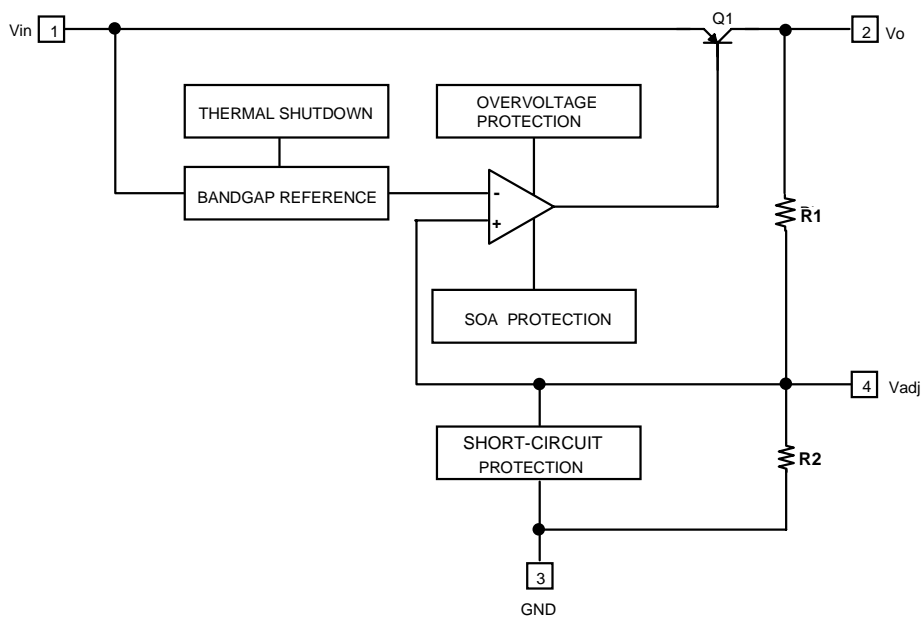 Q1
Vin 1
2 Vo
THERMAL SHUTDOWN
OVERVOLTAGE
PROTECTION
BANDGAP REFERENCE
-
+
R1
SOA PROTECTION
4 Vadj
SHORT-CIRCUIT
PROTECTION
R2
3
GND